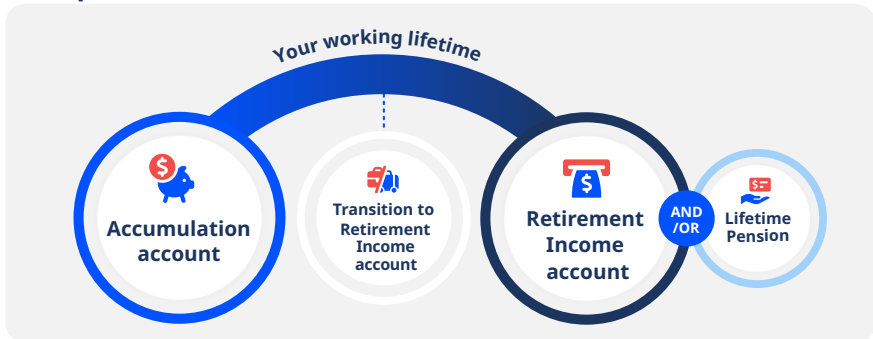 Your working lifetime
$
Accumulation
account
Transition to
Retirement
Income
account
$
Retirement
Income
account
AND
/OR
$
Lifetime
Pension